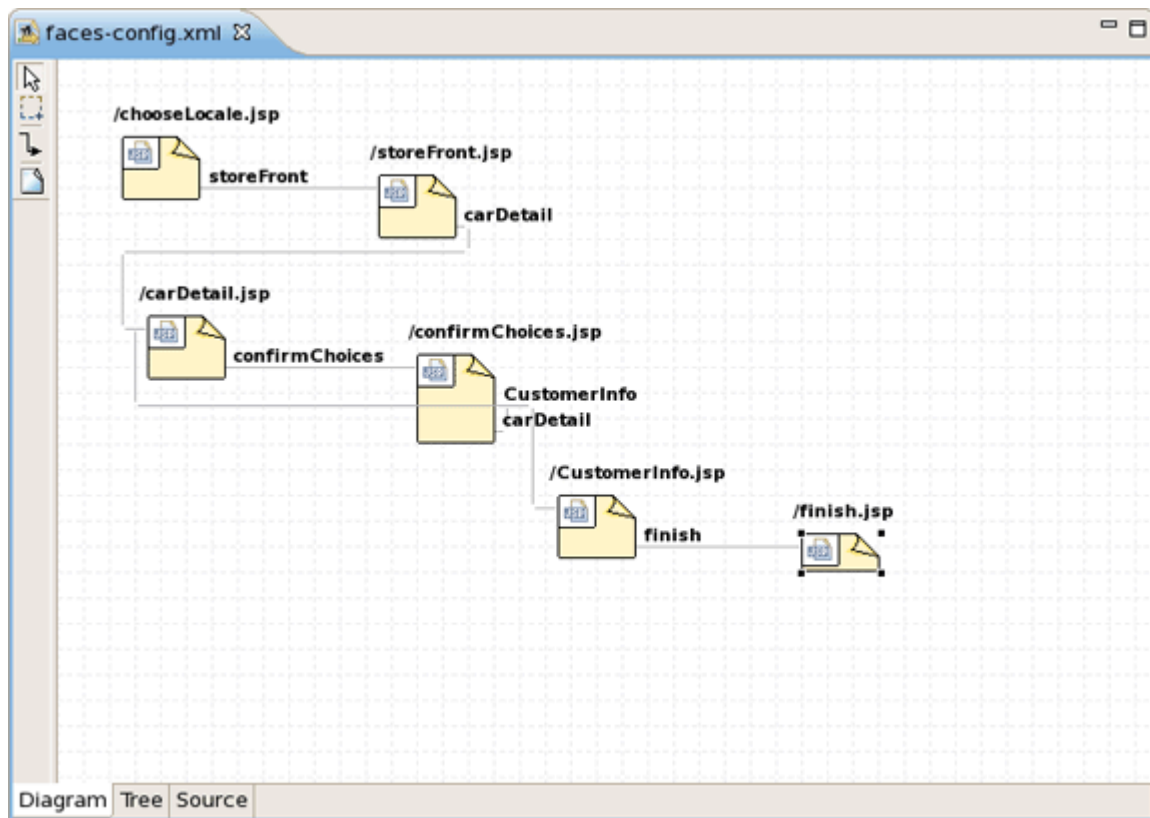 faces-config.xml
/chooseLocale.jsp
storeFront
/storeFront.jsp
carDetail
/carDetail.jsp
confirmChoices
/confirmChoices.jsp
CustomerInfo
carDetail
/CustomerInfo.jsp
finish
/finish.jsp
Diagram Tree Source